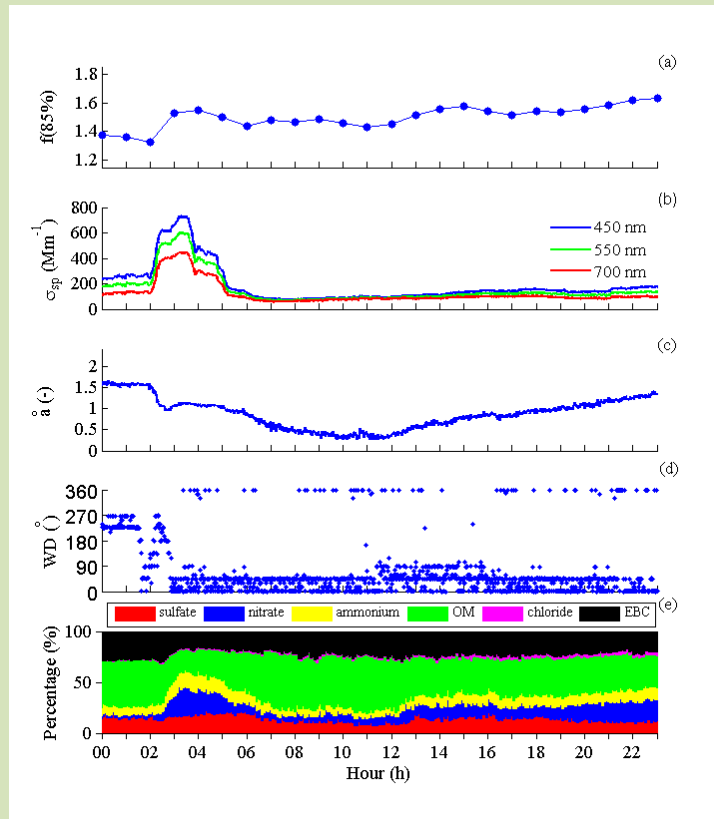 (a)
f(85%)
1.8
1.6
1.4
1.2
(b)
σsp (Mm-1)
800
600
400
200
0
450 nm
550 nm
700 nm
(c)
å (-)
2
1.5
1
0.5
0
(d)
WD (°)
360
270
180
90
0
(e)
sulfate nitrate ammonium OM chloride EBC
Percentage (%)
100
50
0
00 02 04 06 08 10 12 14 16 18 20 22
Hour (h)